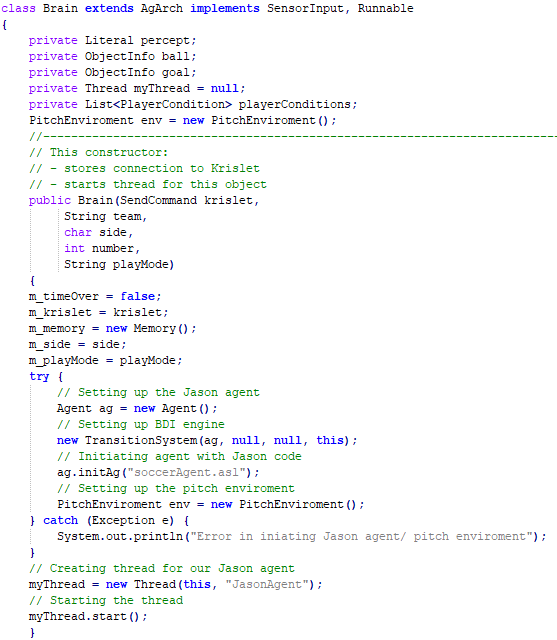 class Brain extends AgArch implements SensorInput, Runnable
{
    private Literal percept;
    private ObjectInfo ball;
    private ObjectInfo goal;
    private Thread myThread = null;
    private List<PlayerCondition> playerConditions;
    PitchEnviroment env = new PitchEnviroment();
    //---------------------------------------------------------------------------
    // This constructor:
    // - stores connection to Krislet
    // - starts thread for this object
    public Brain(SendCommand krislet,
         String team,
         char side,
         int number,
         String playMode)
    {
    m_timeOver = false;
    m_krislet = krislet;
    m_memory = new Memory();
    m_side = side;
    m_playMode = playMode;
    try {
        // Setting up the Jason agent
        Agent ag = new Agent();
        // Setting up BDI engine
        new TransitionSystem(ag, null, null, this);
        // Initiating agent with Jason code
        ag.initAg("soccerAgent.asl");
        // Setting up the pitch enviroment
        PitchEnviroment env = new PitchEnviroment();
    } catch (Exception e) {
        System.out.println("Error in iniating Jason agent/ pitch enviroment");
    }
    // Creating thread for our Jason agent
    myThread = new Thread(this, "JasonAgent");
    // Starting the thread
    myThread.start();
    }